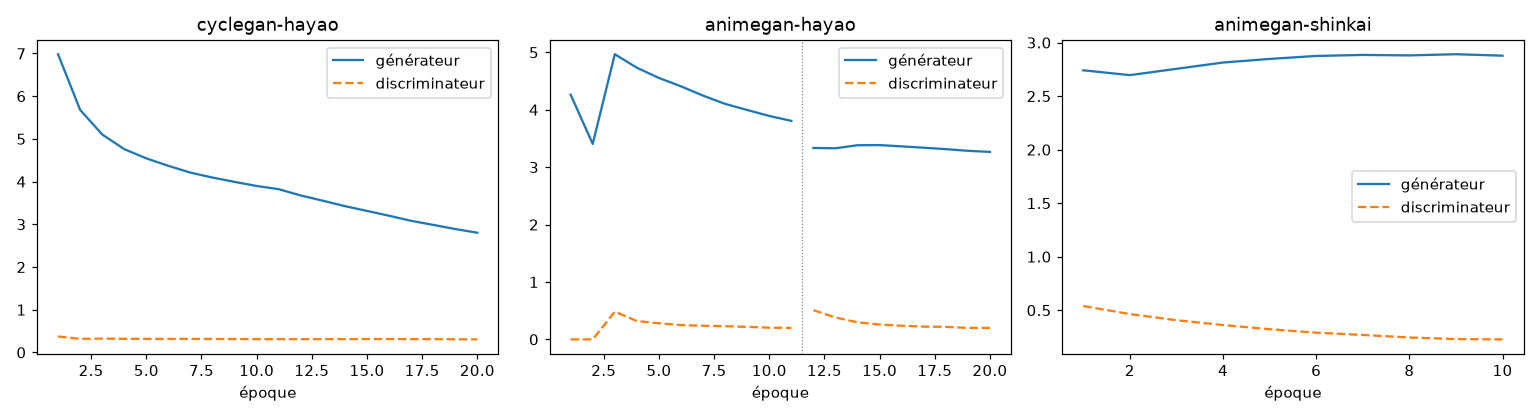 cyclegan-hayao
7
6
5
4
3
2
1
0
générateur
discriminateur
2.5 5.0 7.5 10.0 12.5 15.0 17.5 20.0
époque
animegan-hayao
5
4
3
2
1
0
générateur
discriminateur
2.5 5.0 7.5 10.0 12.5 15.0 17.5 20.0
époque
animegan-shinkai
3.0
2.5
2.0
1.5
1.0
0.5
générateur
discriminateur
2 4 6 8 10
époque